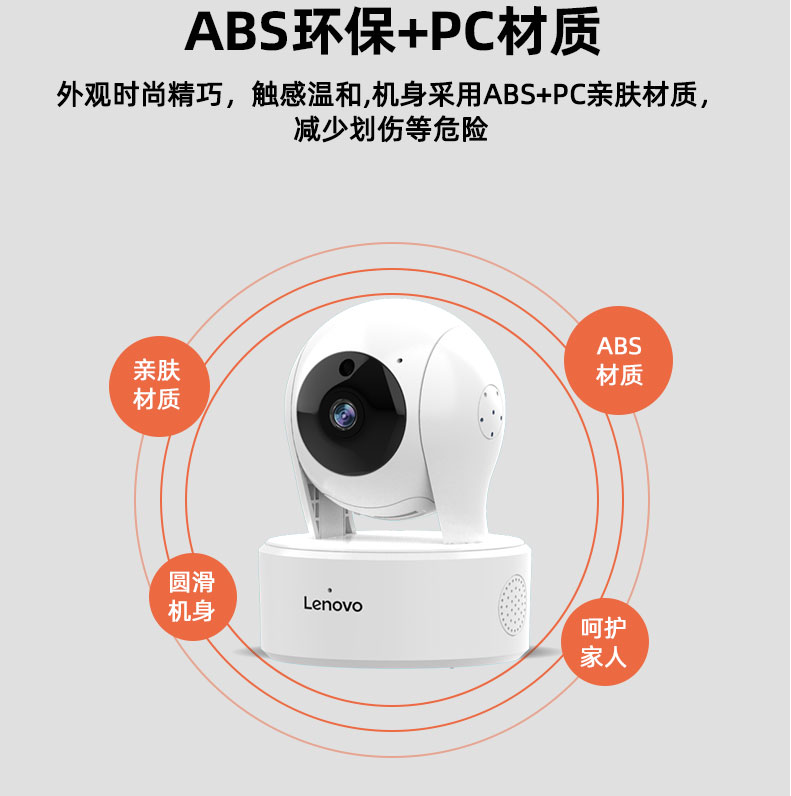 ABS环保+PC材质
外观时尚精巧，触感温和,机身采用ABS+PC亲肤材质，
减少划伤等危险
亲肤
材质
ABS
材质
圆滑
机身
Lenovo
呵护
家人